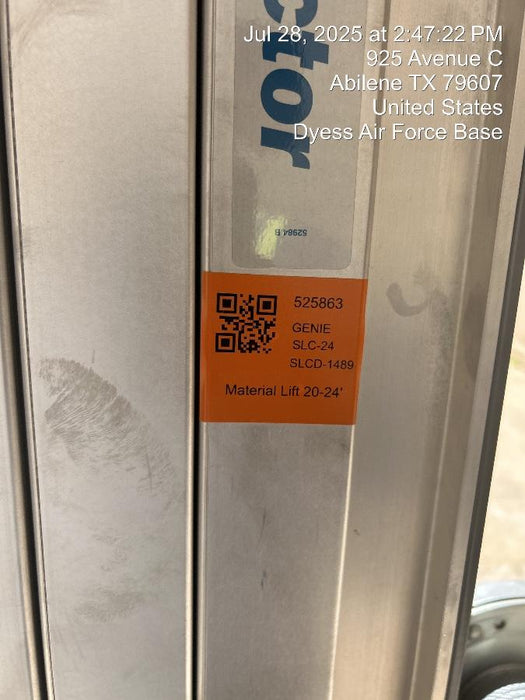 Jul 28, 2025 at 2:47:22 PM
925 Avenue C
Abilene TX 79607
United States
Dyess Air Force Base
ctor
52984 B
525863
GENIE
SLC-24
SLCD-1489
Material Lift 20-24'